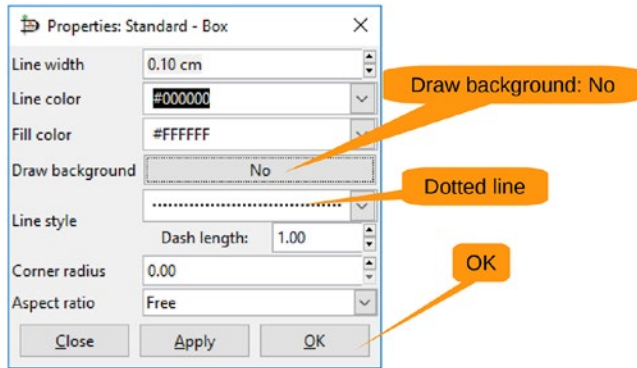 Properties: Standard - Box
Line width 0.10 cm
Line color #000000
Draw background: No
Fill color #FFFFFF
Draw background No
Dotted line
Line style
Dash length: 1.00
Corner radius 0.00
OK
Aspect ratio Free
Close Apply OK